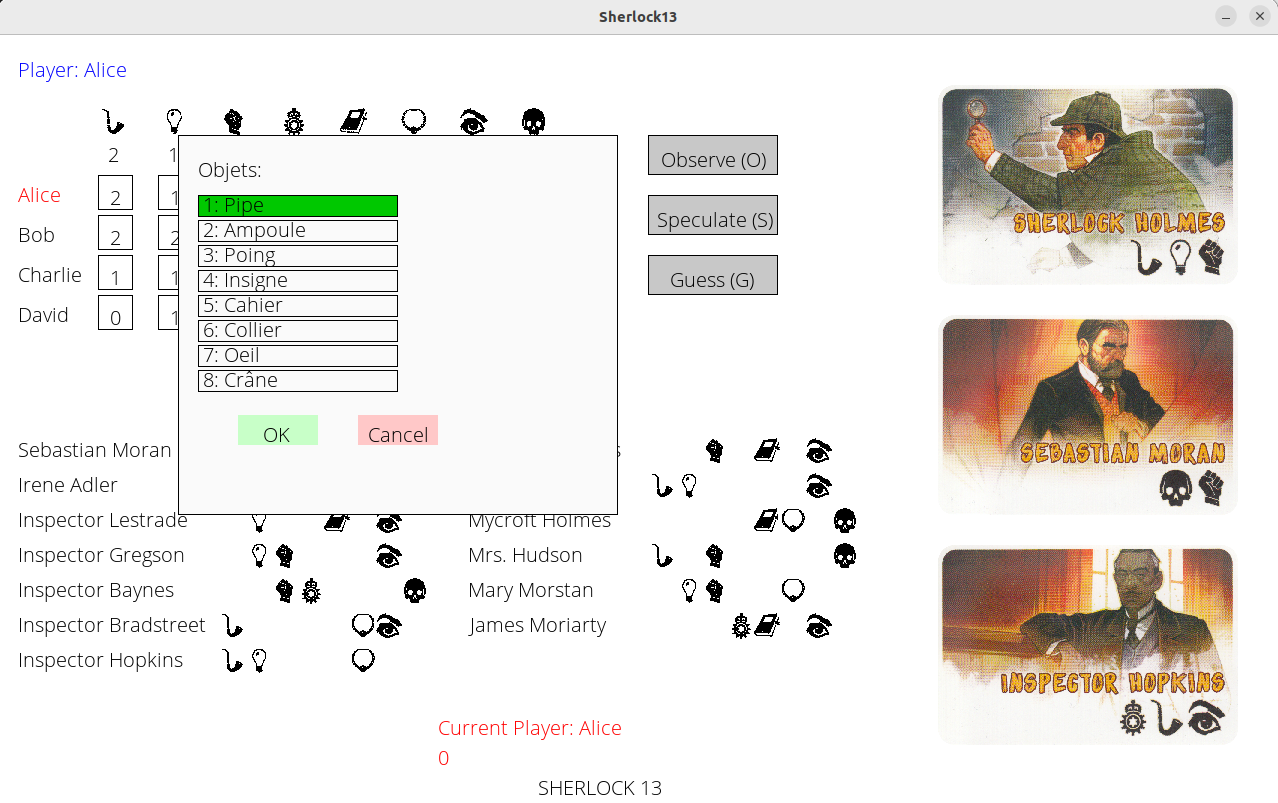 Sherlock13
Player: Alice
2 1
Alice 2 1
Bob 2 2
Charlie 1 1
David 0 1
Objets:
1: Pipe
2: Ampoule
3: Poing
4: Insigne
5: Cahier
6: Collier
7: Oeil
8: Crâne
OK Cancel
Observe (O)
Speculate (S)
Guess (G)
SHERLOCK HOLMES
SEBASTIAN MORAN
INSPECTOR HOPKINS
Sebastian Moran
Irene Adler
Inspector Lestrade
Inspector Gregson
Inspector Baynes
Inspector Bradstreet
Inspector Hopkins
Mycroft Holmes
Mrs. Hudson
Mary Morstan
James Moriarty
Current Player: Alice
0
SHERLOCK 13